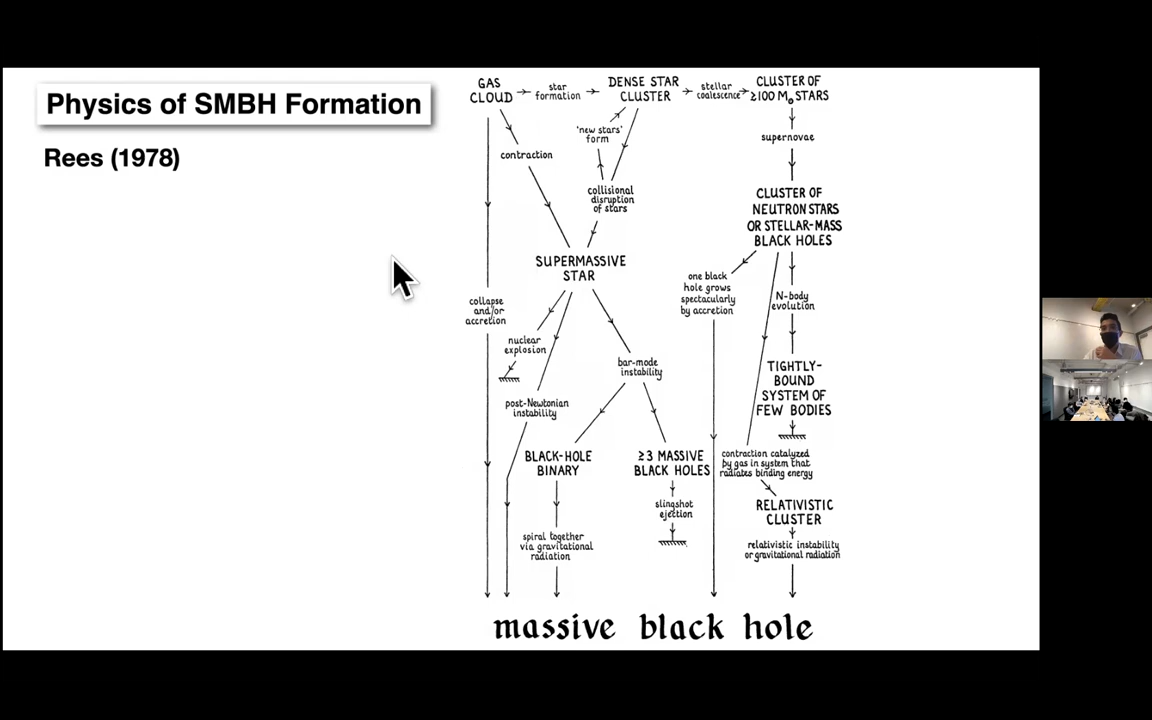 Physics of SMBH Formation
Rees (1978)
GAS
CLOUD
star
formation
DENSE STAR
CLUSTER
stellar
coalescence
CLUSTER OF
≥100 M⊙ STARS
'new stars'
form
supernovae
contraction
collisional
disruption
of stars
CLUSTER OF
NEUTRON STARS
OR STELLAR-MASS
BLACK HOLES
SUPERMASSIVE
STAR
one black
hole grows
spectacularly
by accretion
N-body
evolution
collapse
and/or
accretion
nuclear
explosion
bar-mode
instability
TIGHTLY-
BOUND
SYSTEM OF
FEW BODIES
post-Newtonian
instability
BLACK-HOLE
BINARY
≥3 MASSIVE
BLACK HOLES
contraction catalyzed
by gas in system that
radiates binding energy
slingshot
ejection
RELATIVISTIC
CLUSTER
spiral together
via gravitational
radiation
relativistic instability
or gravitational radiation
massive black hole